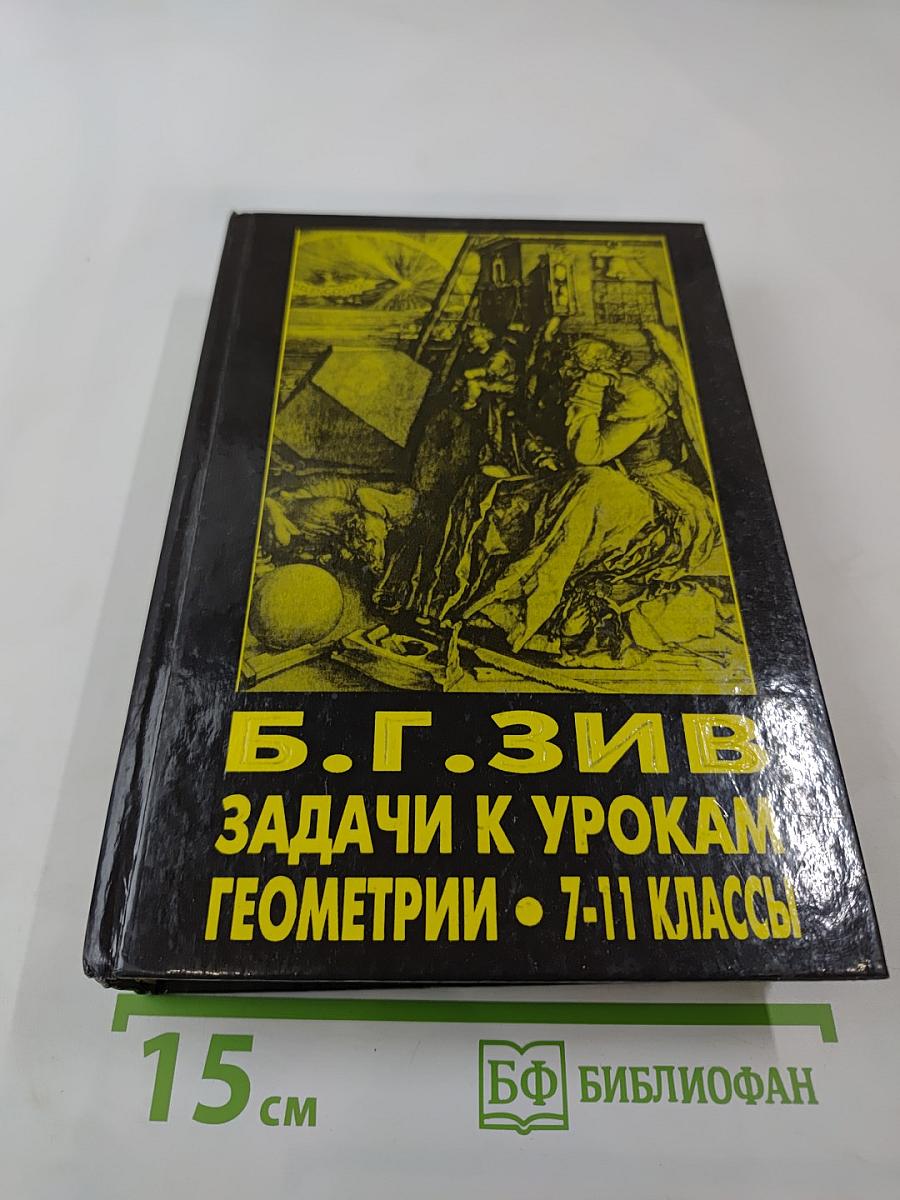 Б.Г.ЗИВ
ЗАДАЧИ К УРОКАМ
ГЕОМЕТРИИ • 7-11 КЛАССЫ
15 см
БФ БИБЛИОФАН